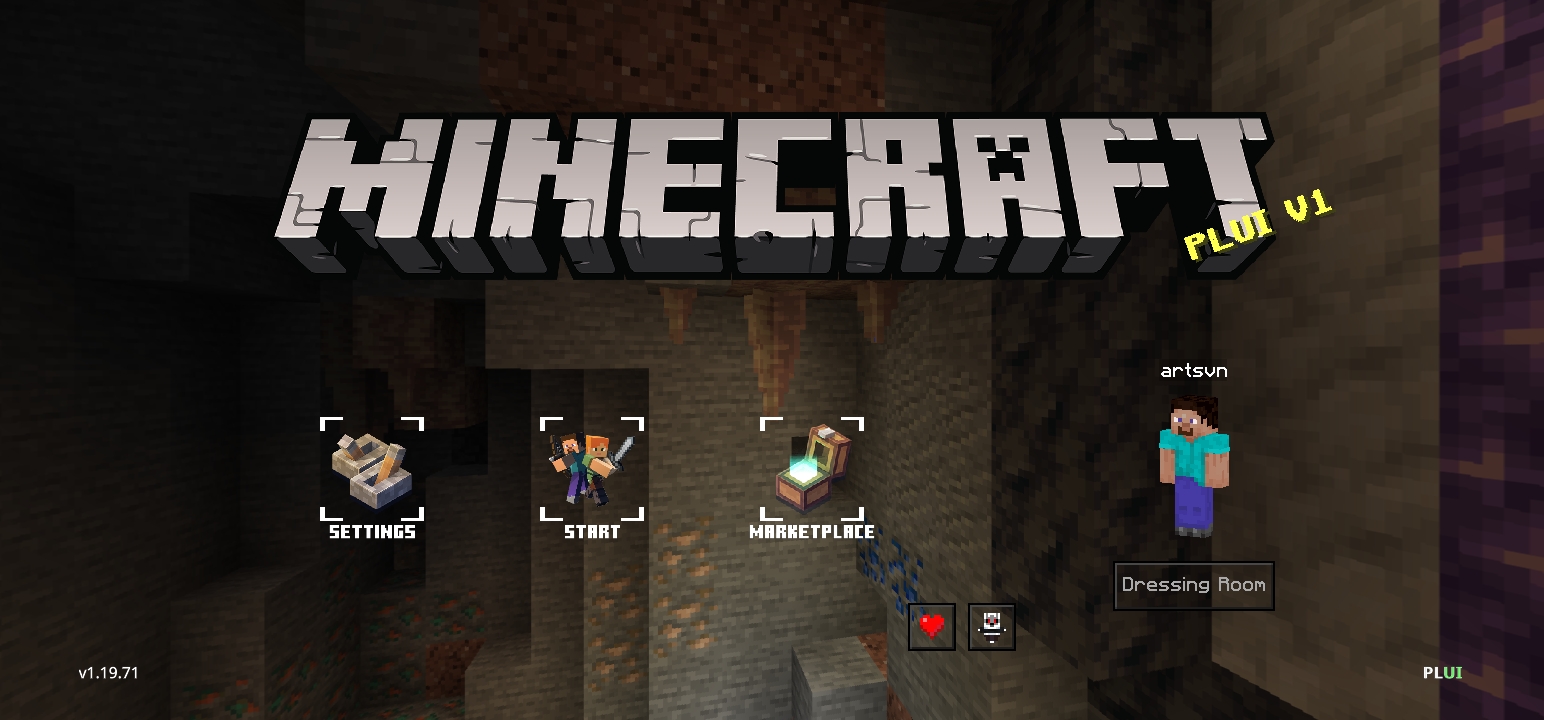 MINECRAFT
PLUI V1
artsvn
SETTINGS
START
MARKETPLACE
Dressing Room
v1.19.71
PLUI